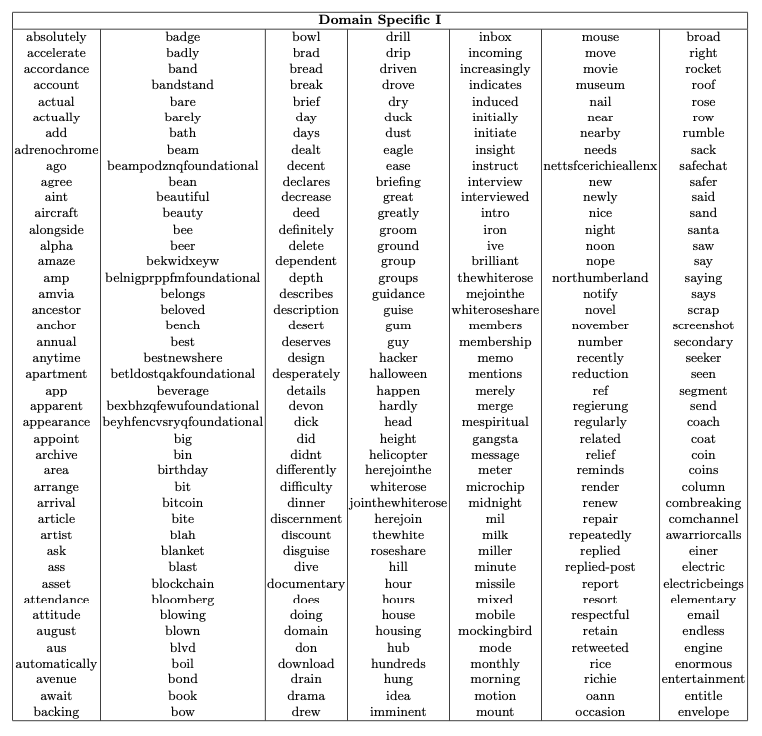 Domain Specific I
absolutely badge bowl drill inbox mouse broad
accelerate badly brad drip incoming move right
accordance band bread driven increasingly movie rocket
account bandstand break drove indicates museum roof
actual bare brief dry induced nail rose
actually barely day duck initially near row
add bath days dust initiate nearby rumble
adrenochrome beam dealt eagle insight needs sack
ago beampodznqfoundational decent ease instruct nettsfcerichieallenx safechat
agree bean declares briefing interview new safer
aint beautiful decrease great interviewed newly said
aircraft beauty deed greatly intro nice sand
alongside bee definitely groom iron night santa
alpha beer delete ground ive noon saw
amaze bekwidxeyw dependent group brilliant nope say
amp belnigprppfmfoundational depth groups thewhiterose northumberland saying
amvia belongs describes guidance mejointhe notify says
ancestor beloved description guise whiteroseshare novel scrap
anchor bench desert gum members november screenshot
annual best deserves guy membership number secondary
anytime bestnewshere design hacker memo recently seeker
apartment betldostqakfoundational desperately halloween mentions reduction seen
app beverage details happen merely ref segment
apparent bexbhzqfewufoundational devon hardly merge regierung send
appearance beyhfencvsryqfoundational dick head mespiritual regularly coach
appoint big did height gangsta related coat
archive bin didnt helicopter message relief coin
area birthday differently herejointhe meter reminds coins
arrange bit difficulty whiterose microchip render column
arrival bitcoin dinner jointhewhiterose midnight renew combreaking
article bite discernment herejoin mil repair comchannel
artist blah discount thewhite milk repeatedly awarriorcalls
ask blanket disguise roseshare miller replied einer
ass blast dive hill minute replied-post electric
asset blockchain documentary hour missile report electricbeings
attendance bloomberg does hours mixed resort elementary
attitude blowing doing house mobile respectful email
august blown domain housing mockingbird retain endless
aus blvd don hub mode retweeted engine
automatically boil download hundreds monthly rice enormous
avenue bond drain hung morning richie entertainment
await book drama idea motion oann entitle
backing bow drew imminent mount occasion envelope